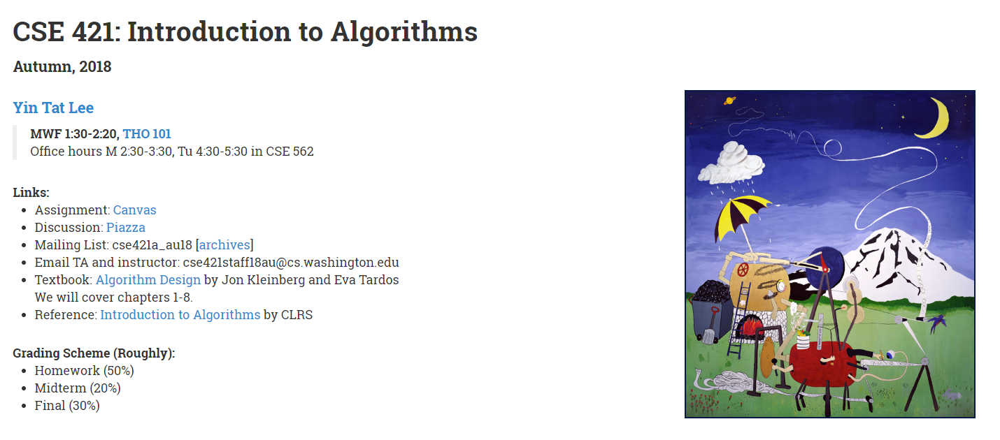 CSE 421: Introduction to Algorithms
Autumn, 2018
Yin Tat Lee
MWF 1:30-2:20, THO 101
Office hours M 2:30-3:30, Tu 4:30-5:30 in CSE 562
Links:
• Assignment: Canvas
• Discussion: Piazza
• Mailing List: cse421a_au18 [archives]
• Email TA and instructor: cse421staff18au@cs.washington.edu
• Textbook: Algorithm Design by Jon Kleinberg and Eva Tardos
We will cover chapters 1-8.
• Reference: Introduction to Algorithms by CLRS
Grading Scheme (Roughly):
• Homework (50%)
• Midterm (20%)
• Final (30%)